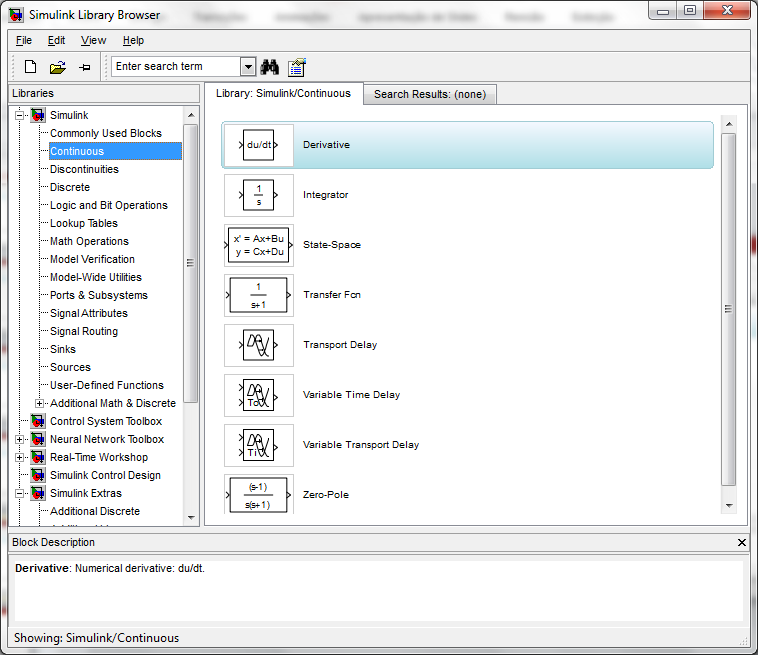 Simulink Library Browser
File Edit View Help
Enter search term
Libraries
Library: Simulink/Continuous
Search Results: (none)
Simulink
Commonly Used Blocks
Continuous
Discontinuities
Discrete
Logic and Bit Operations
Lookup Tables
Math Operations
Model Verification
Model-Wide Utilities
Ports & Subsystems
Signal Attributes
Signal Routing
Sinks
Sources
User-Defined Functions
Additional Math & Discrete
Control System Toolbox
Neural Network Toolbox
Real-Time Workshop
Simulink Control Design
Simulink Extras
Additional Discrete
du/dt
Derivative
1
s
Integrator
x' = Ax+Bu
y = Cx+Du
State-Space
1
s+1
Transfer Fcn
Transport Delay
To
Variable Time Delay
Ti
Variable Transport Delay
(s-1)
s(s+1)
Zero-Pole
Block Description
Derivative: Numerical derivative: du/dt.
Showing: Simulink/Continuous